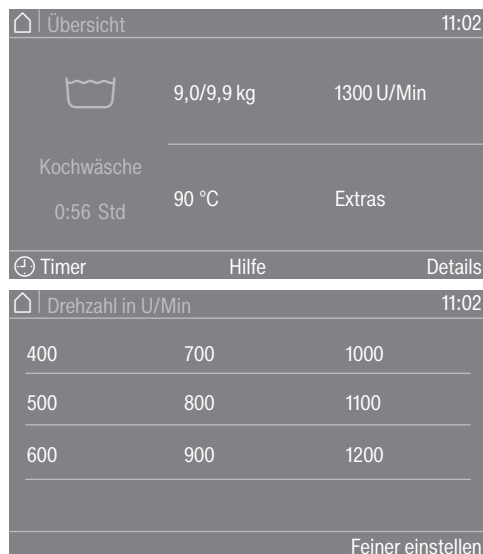 Übersicht 11:02
9,0/9,9 kg 1300 U/Min
Kochwäsche
0:56 Std
90 °C Extras
Timer Hilfe Details
Drehzahl in U/Min 11:02
400 700 1000
500 800 1100
600 900 1200
Feiner einstellen